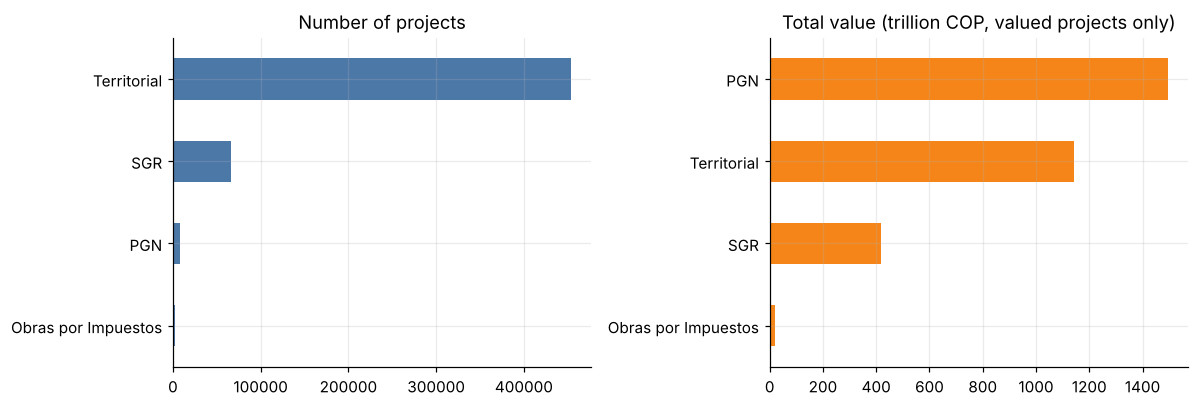 Number of projects
Territorial
SGR
PGN
Obras por Impuestos
0 100000 200000 300000 400000
Total value (trillion COP, valued projects only)
PGN
Territorial
SGR
Obras por Impuestos
0 200 400 600 800 1000 1200 1400